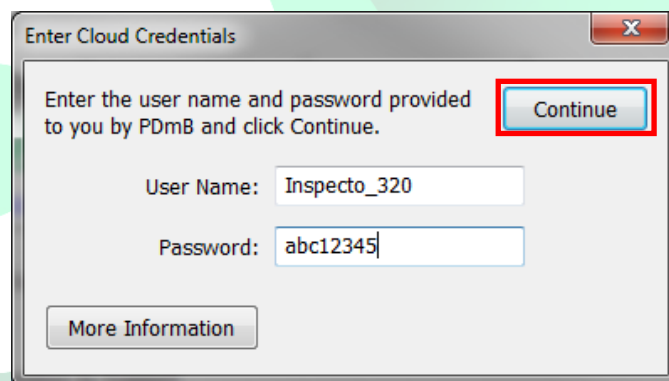 Enter Cloud Credentials
Enter the user name and password provided
to you by PDmB and click Continue.
Continue
User Name: Inspecto_320
Password: abc12345
More Information